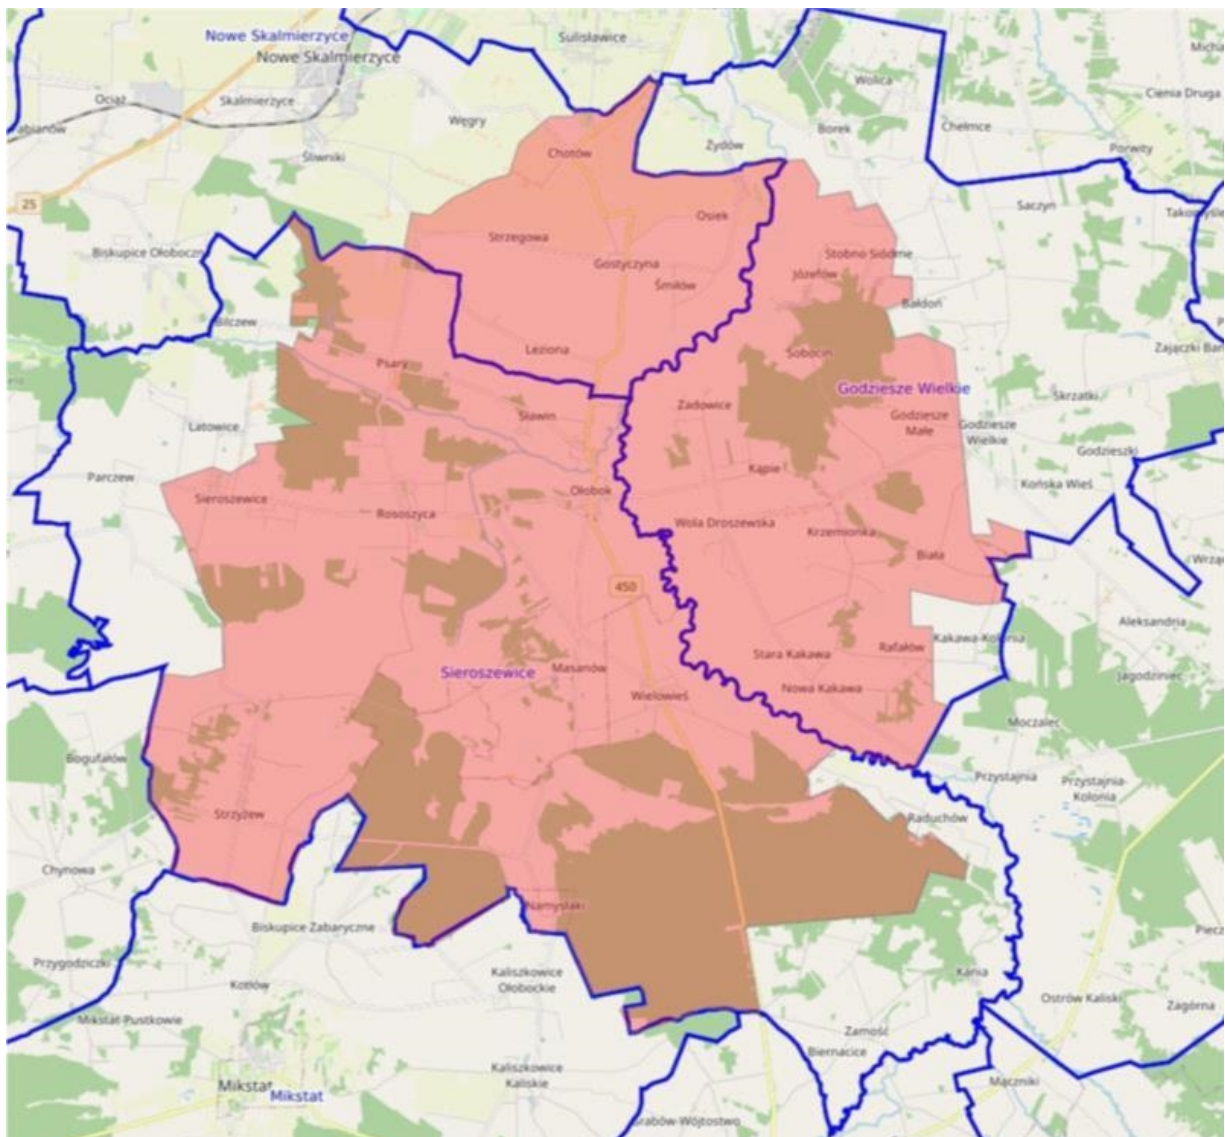 Nowe Skalmierzyce
Nowe Skalmierzyce
Sulisławice
Wolica
Ociąż
Skalmierzyce
Cienia Druga
Węgry
Borek
Chełmce
Żydów
Porwity
Śliwniki
Chotów
25
Saczyn
Osiek
Biskupice Ołoboczn
Strzegowa
Stobno Siódme
Gostyczyna
Józefów
Śmiłów
Bałdoń
Bilczew
Leziona
Sobocin
Zajączki Ban
Psary
Godziesze Wielkie
Skrzatki
Zadowice
Sławin
Godziesze
Małe
Godziesze
Wielkie
Latowice
Godzieszki
Kąpie
Parczew
Końska Wieś
Ołobok
Sieroszewice
Rososzyca
Wola Droszewska
Krzemionka
Biała
450
Aleksandria
Kakawa-Kolonia
Rafałów
Stara Kakawa
Masanów
Sieroszewice
Jagodziniec
Nowa Kakawa
Wielowieś
Moczalec
Bogufałów
Przystajnia
Przystajnia-
Kolonia
Strzyżew
Raduchów
Chynowa
Namysłaki
Biskupice Zabaryczne
Przygodziczki
Kaliszkowice
Ołobockie
Kania
Kotłów
Ostrów Kaliski
Zagórna
Mikstat-Pustkowie
Zamość
Biernacice
Kaliszkowice
Kaliskie
Mączniki
Mikstat
Mikstat
Grabów-Wójtostwo